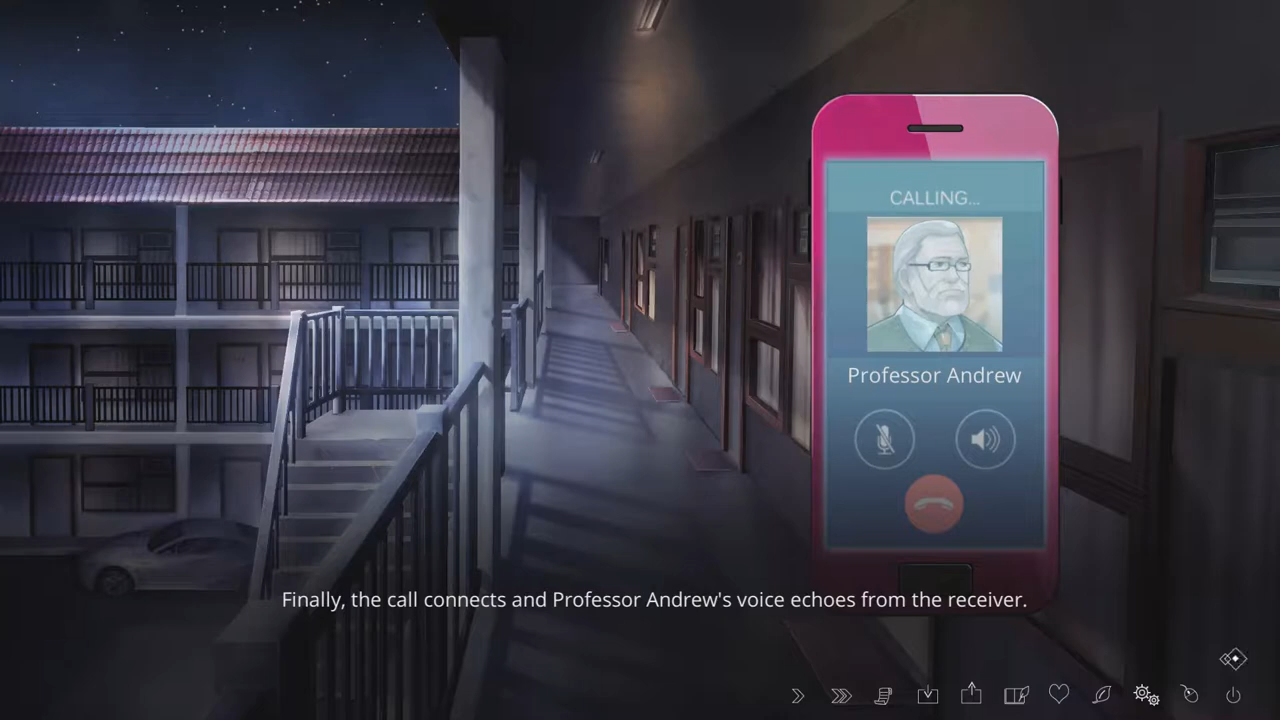 CALLING...
Professor Andrew
Finally, the call connects and Professor Andrew's voice echoes from the receiver.